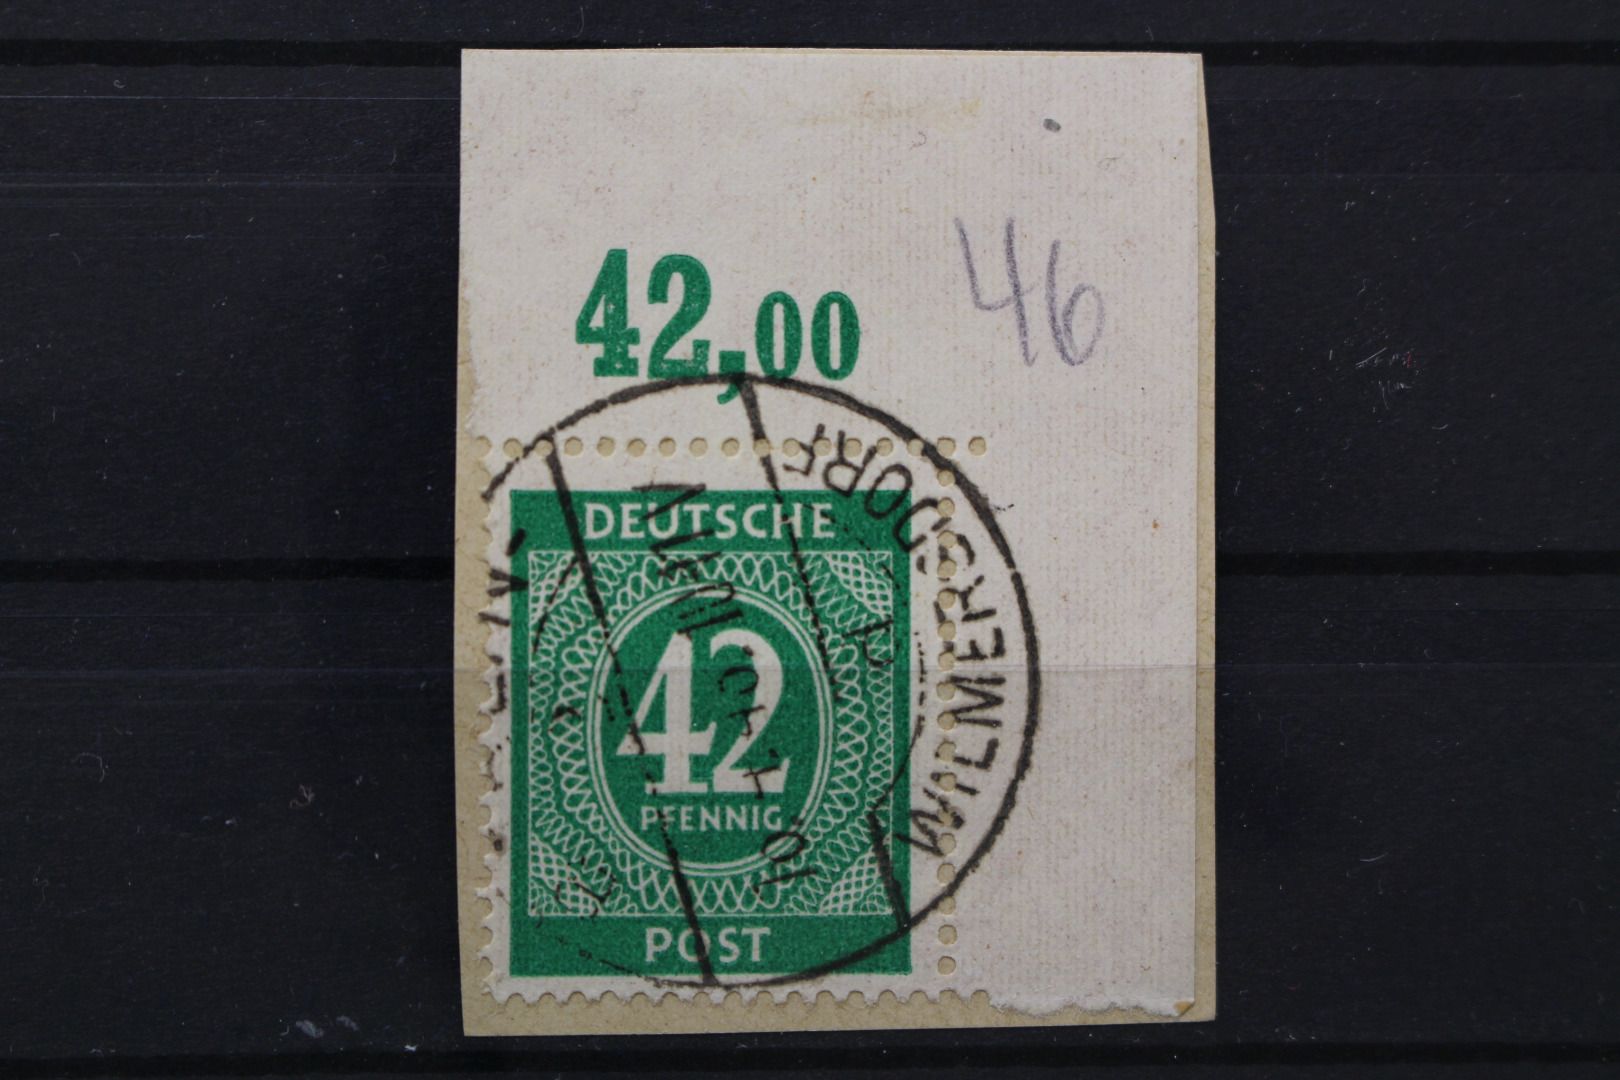 42,00
46
DEUTSCHE
42
PFENNIG
POST
WILMERSDORF